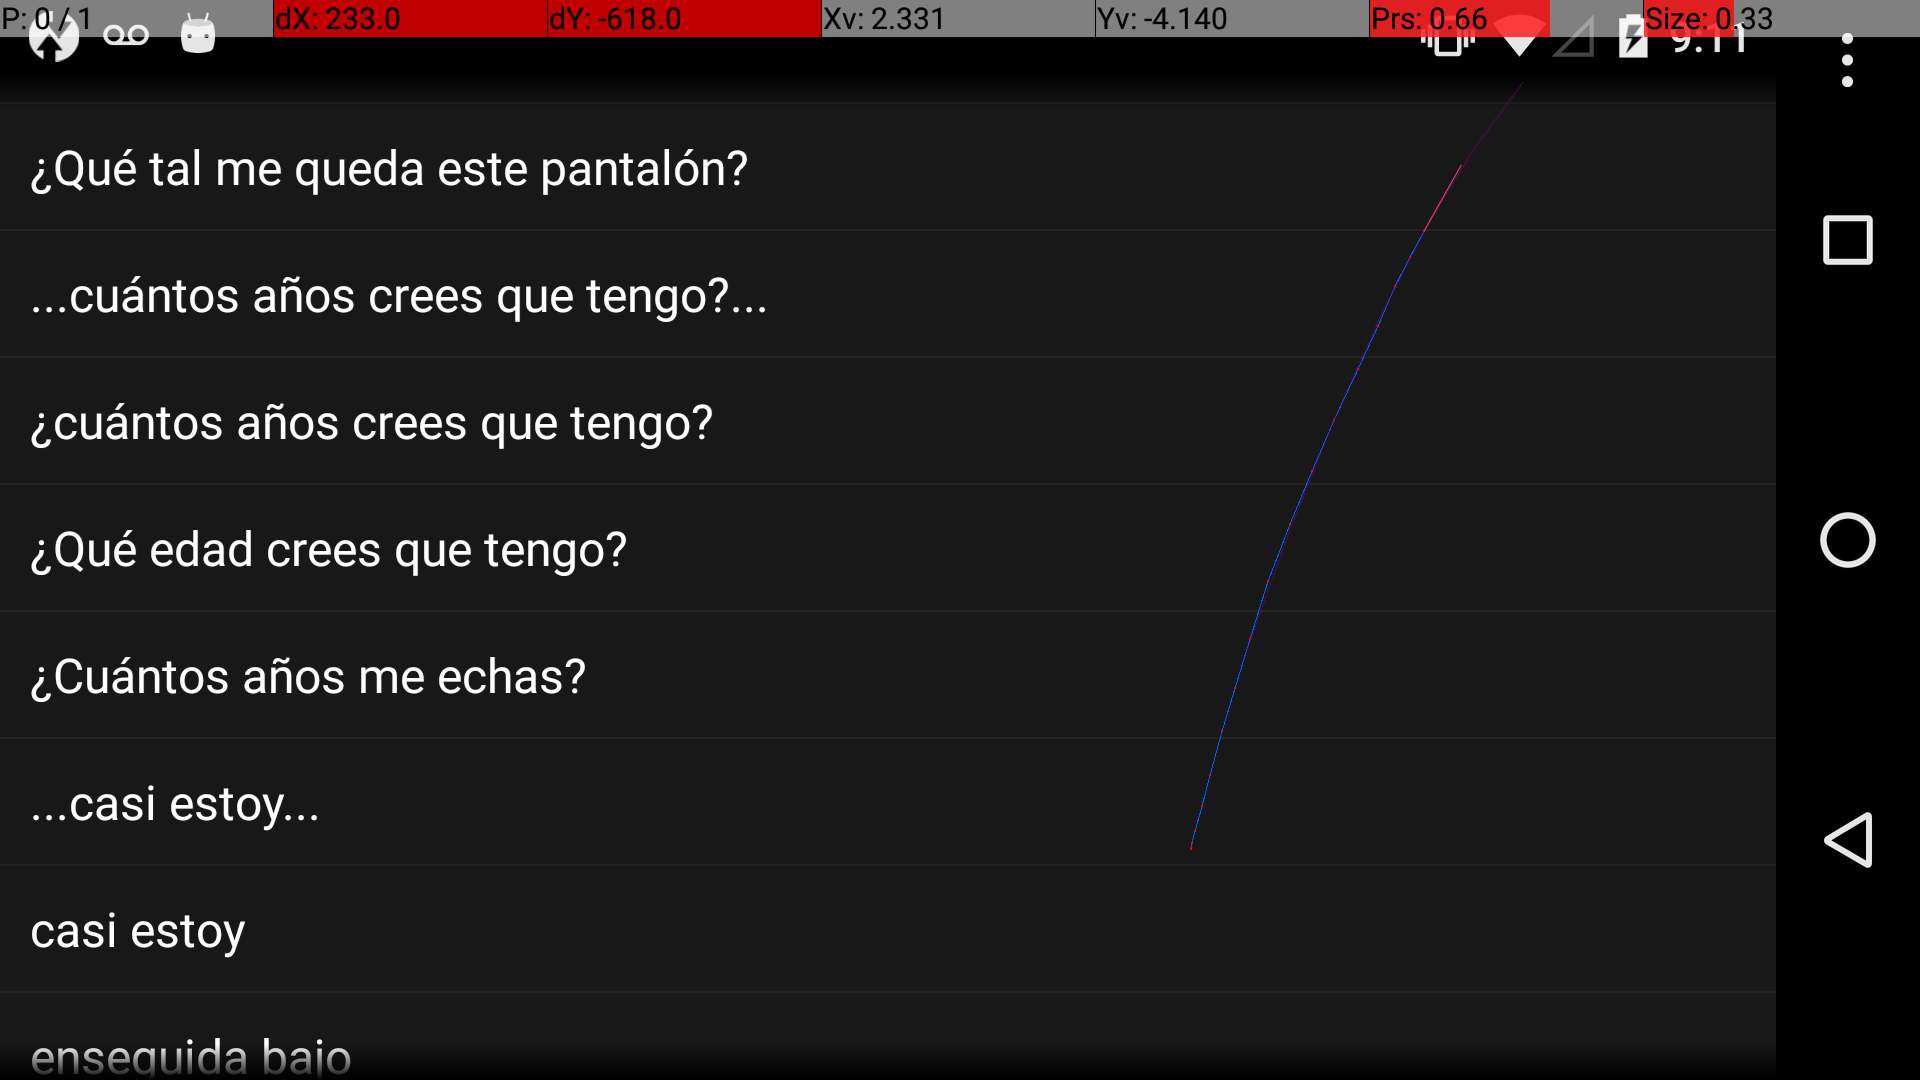 P: 0 / 1 dX: 233.0 dY: -618.0 Xv: 2.331 Yv: -4.140 Prs: 0.66 Size: 0.33
9:11
¿Qué tal me queda este pantalón?
...cuántos años crees que tengo?...
¿cuántos años crees que tengo?
¿Qué edad crees que tengo?
¿Cuántos años me echas?
...casi estoy...
casi estoy
enseguida bajo